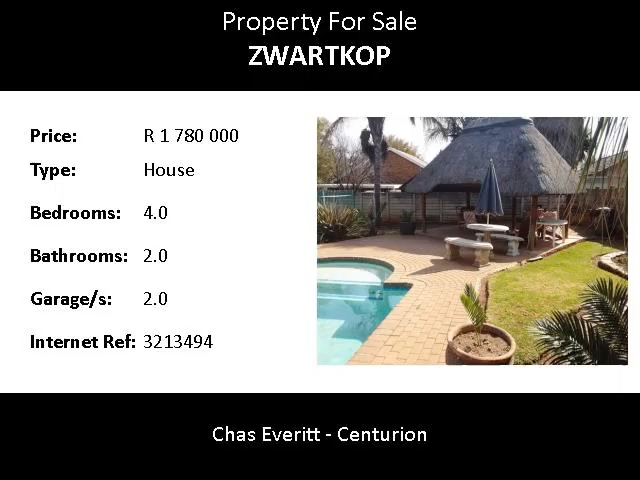 Property For Sale
ZWARTKOP
Price: R 1 780 000
Type: House
Bedrooms: 4.0
Bathrooms: 2.0
Garage/s: 2.0
Internet Ref: 3213494
Chas Everitt - Centurion